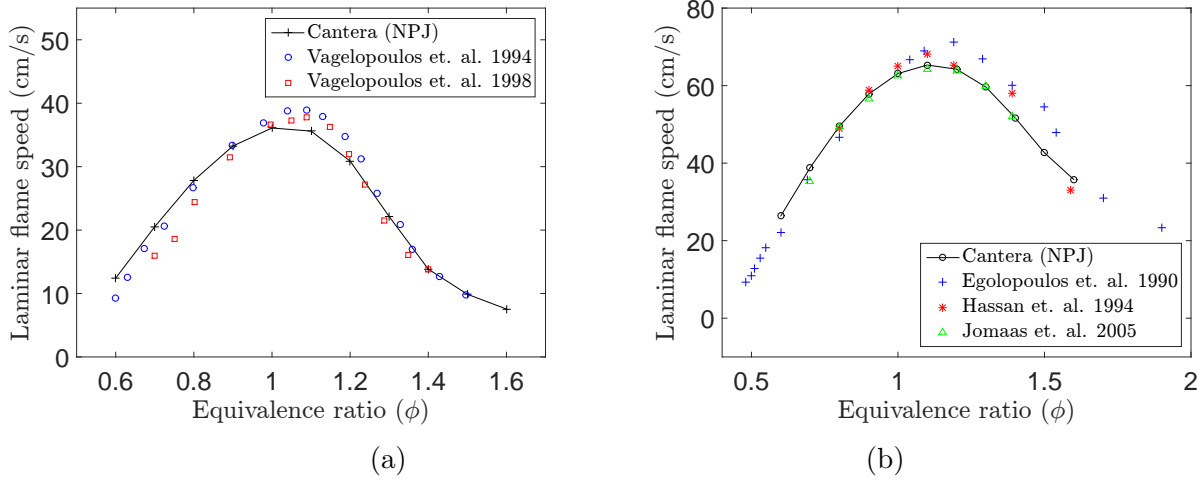 50
40
30
20
10
0
0.6
0.8
1
1.2
1.4
1.6
Laminar flame speed (cm/s)
Equivalence ratio (ϕ)
Cantera (NPJ)
Vagelopoulos et. al. 1994
Vagelopoulos et. al. 1998
(a)
80
60
40
20
0
0.5
1
1.5
2
Laminar flame speed (cm/s)
Equivalence ratio (ϕ)
Cantera (NPJ)
Egolopoulos et. al. 1990
Hassan et. al. 1994
Jomaas et. al. 2005
(b)